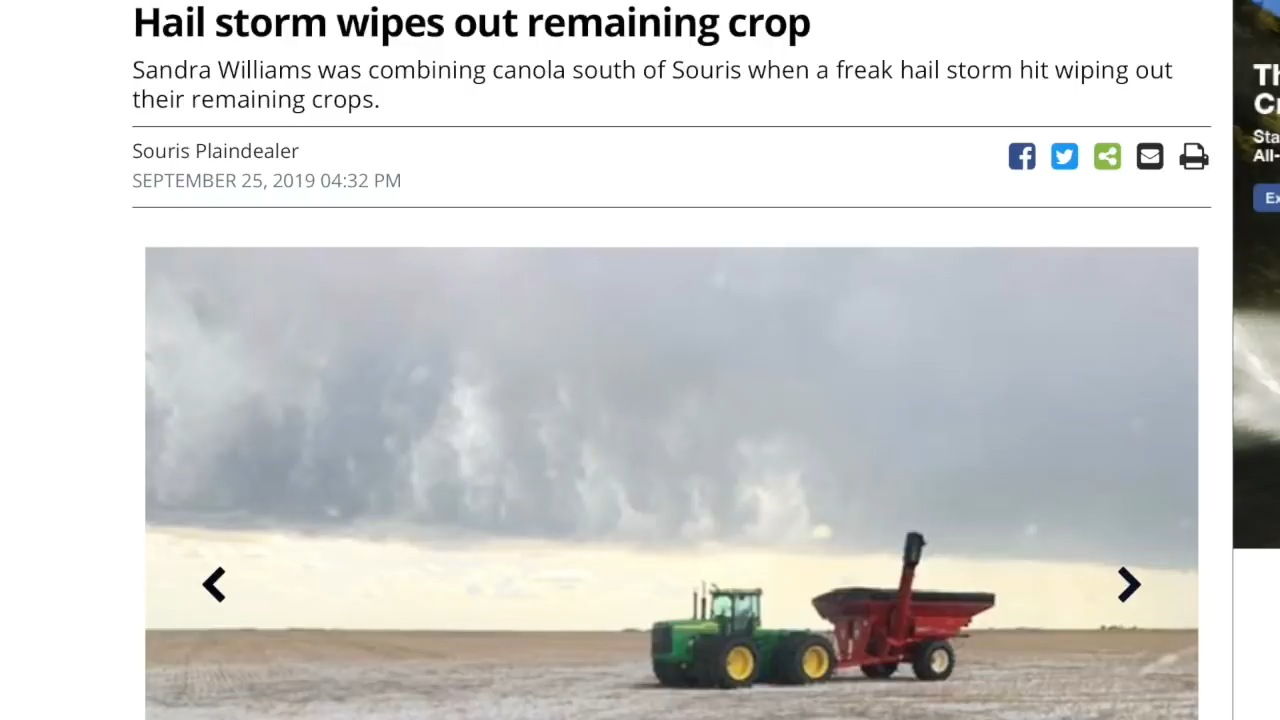 Hail storm wipes out remaining crop
Sandra Williams was combining canola south of Souris when a freak hail storm hit wiping out
their remaining crops.
Souris Plaindealer
SEPTEMBER 25, 2019 04:32 PM